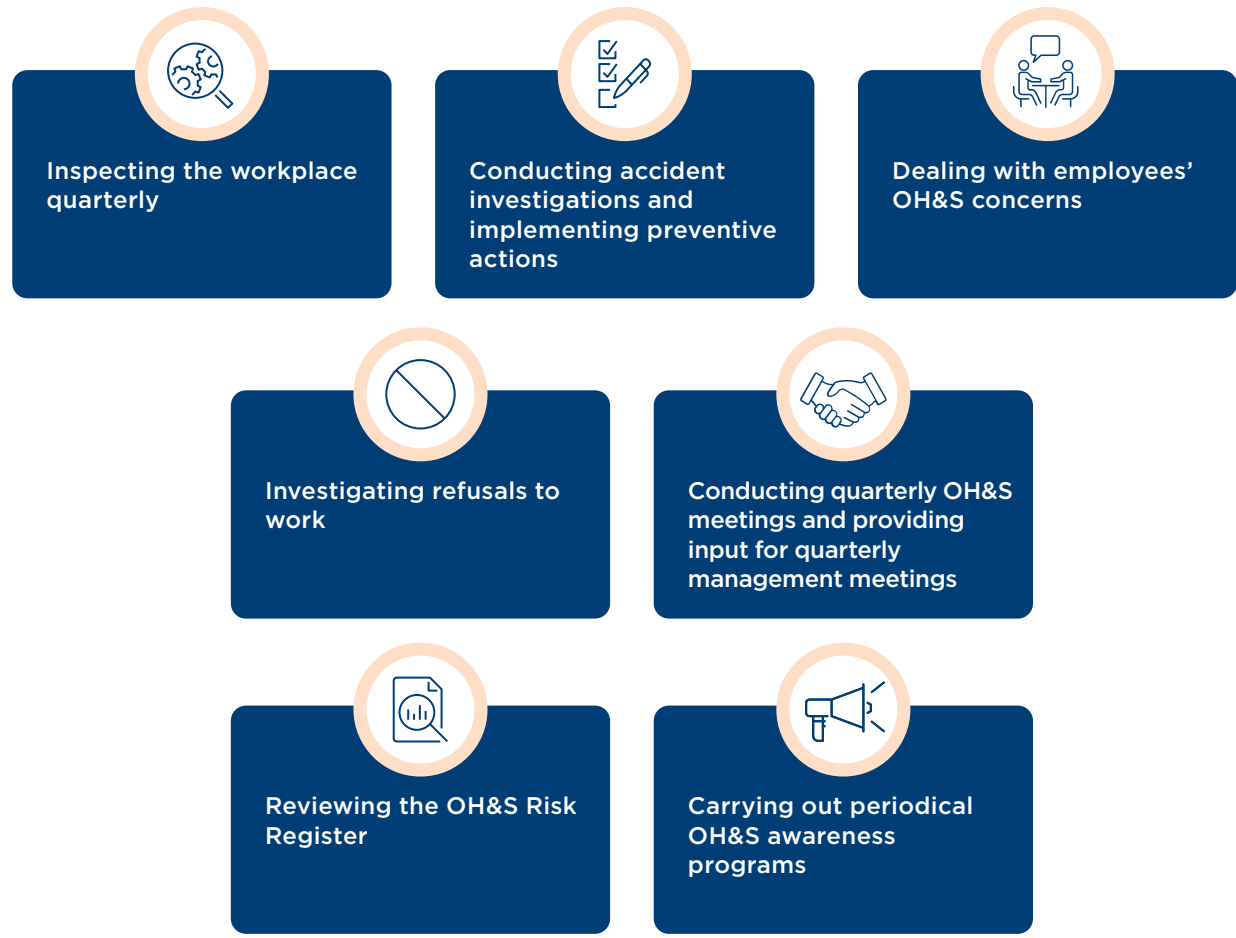 Inspecting the workplace
quarterly
Conducting accident
investigations and
implementing preventive
actions
Dealing with employees’
OH&S concerns
Investigating refusals to
work
Conducting quarterly OH&S
meetings and providing
input for quarterly
management meetings
Reviewing the OH&S Risk
Register
Carrying out periodical
OH&S awareness
programs